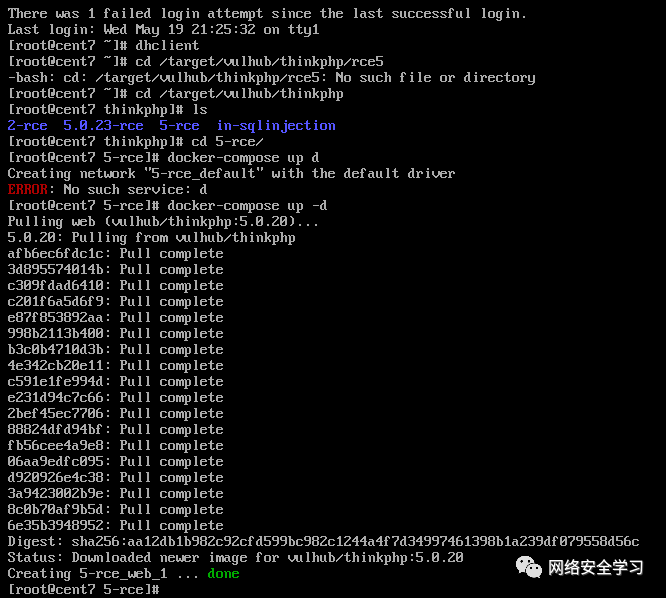 There was 1 failed login attempt since the last successful login.
Last login: Wed May 19 21:25:32 on tty1
[root@cent7 ~]# dhclient
[root@cent7 ~]# cd /target/vulhub/thinkphp/rce5
-bash: cd: /target/vulhub/thinkphp/rce5: No such file or directory
[root@cent7 ~]# cd /target/vulhub/thinkphp
[root@cent7 thinkphp]# ls
2-rce  5.0.23-rce  5-rce  in-sqlinjection
[root@cent7 thinkphp]# cd 5-rce/
[root@cent7 5-rce]# docker-compose up d
Creating network "5-rce_default" with the default driver
ERROR: No such service: d
[root@cent7 5-rce]# docker-compose up -d
Pulling web (vulhub/thinkphp:5.0.20)...
5.0.20: Pulling from vulhub/thinkphp
afb6ec6fdc1c: Pull complete
3d895574014b: Pull complete
c309fdad6410: Pull complete
c201f6a5d6f9: Pull complete
e87f853892aa: Pull complete
998b2113b400: Pull complete
b3c0b4710d3b: Pull complete
4e342cb20e11: Pull complete
c591e1fe994d: Pull complete
e231d94c7c66: Pull complete
2bef45ec7706: Pull complete
88824dfd94bf: Pull complete
fb56cee4a9e8: Pull complete
06aa9edfc095: Pull complete
d920926e4c38: Pull complete
3a9423002b9e: Pull complete
8c0b70af9b5d: Pull complete
6e35b3948952: Pull complete
Digest: sha256:aa12db1b982c92cfd599bc982c1244a4f7d34997461398b1a239df079558d56c
Status: Downloaded newer image for vulhub/thinkphp:5.0.20
Creating 5-rce_web_1 ... done
[root@cent7 5-rce]#
网络安全学习